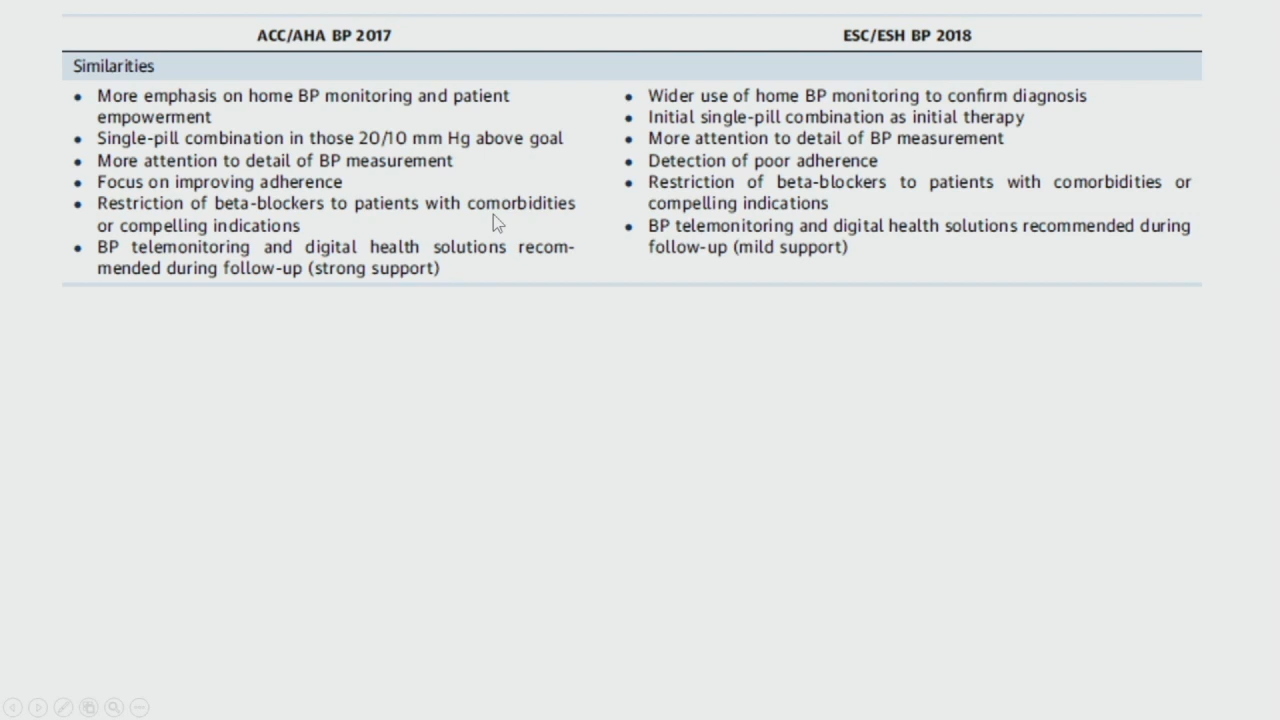 ACC/AHA BP 2017
ESC/ESH BP 2018
Similarities
• More emphasis on home BP monitoring and patient
empowerment
• Single-pill combination in those 20/10 mm Hg above goal
• More attention to detail of BP measurement
• Focus on improving adherence
• Restriction of beta-blockers to patients with comorbidities
or compelling indications
• BP telemonitoring and digital health solutions recom-
mended during follow-up (strong support)
• Wider use of home BP monitoring to confirm diagnosis
• Initial single-pill combination as initial therapy
• More attention to detail of BP measurement
• Detection of poor adherence
• Restriction of beta-blockers to patients with comorbidities or
compelling indications
• BP telemonitoring and digital health solutions recommended during
follow-up (mild support)